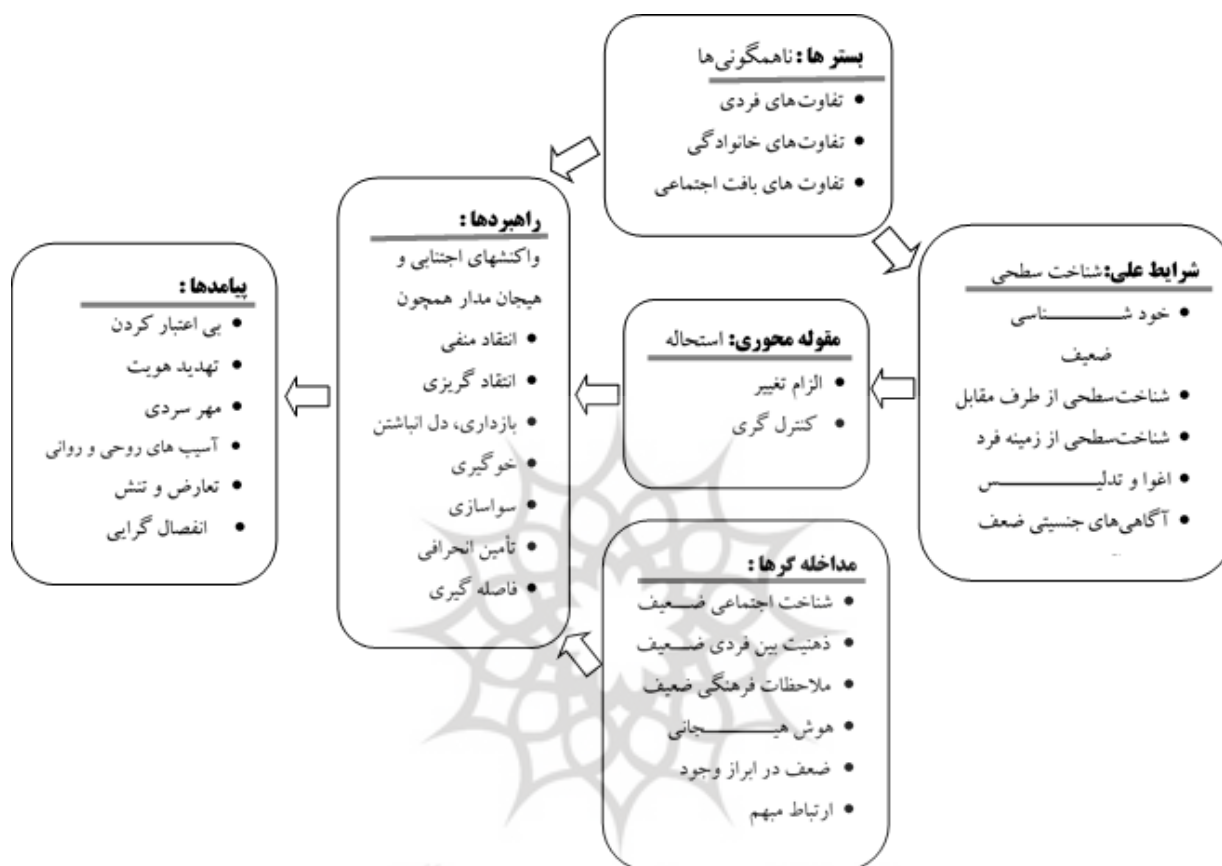 بستر ها : ناهمگونی‌ها
• تفاوت‌های فردی
• تفاوت‌های خانوادگی
• تفاوت های بافت اجتماعی
شرایط علی: شناخت سطحی
• خود شناسی
ضعیف
• شناخت‌سطحی از طرف مقابل
• شناخت‌سطحی از زمینه فرد
• اغوا و تدلیس
• آگاهی‌های جنسیتی ضعف
مقوله محوری: استحاله
• الزام تغییر
• کنترل گری
مداخله گرها :
• شناخت اجتماعی ضعیف
• ذهنیت بین فردی ضعیف
• ملاحظات فرهنگی ضعیف
• هوش هیجانی
• ضعف در ابراز وجود
• ارتباط مبهم
راهبردها :
واکنشهای اجتنابی و
هیجان مدار همچون
• انتقاد منفی
• انتقاد گریزی
• بازداری، دل انباشتن
• خوگیری
• سواسازی
• تأمین انحرافی
• فاصله گیری
پیامدها :
• بی اعتبار کردن
• تهدید هویت
• مهر سردی
• آسیب های روحی و روانی
• تعارض و تنش
• انفصال گرایی